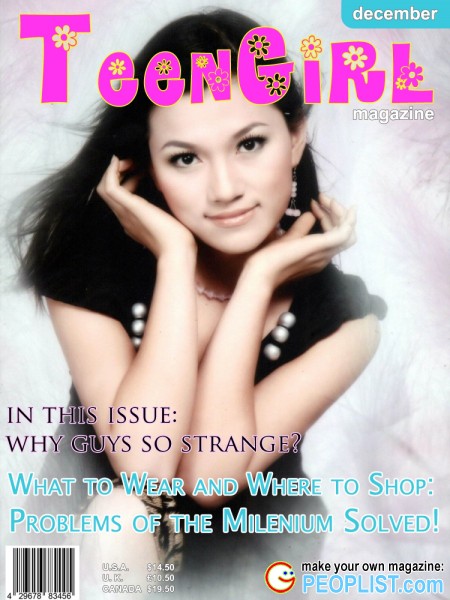 december
TeenGirl
magazine
IN THIS ISSUE:
WHY GUYS SO STRANGE?
What to Wear and Where to Shop:
Problems of the Milenium Solved!
U.S.A. $14.50
U. K. £10.50
CANADA $19.50
4 29678 83456
make your own magazine:
PEOPLIST.com